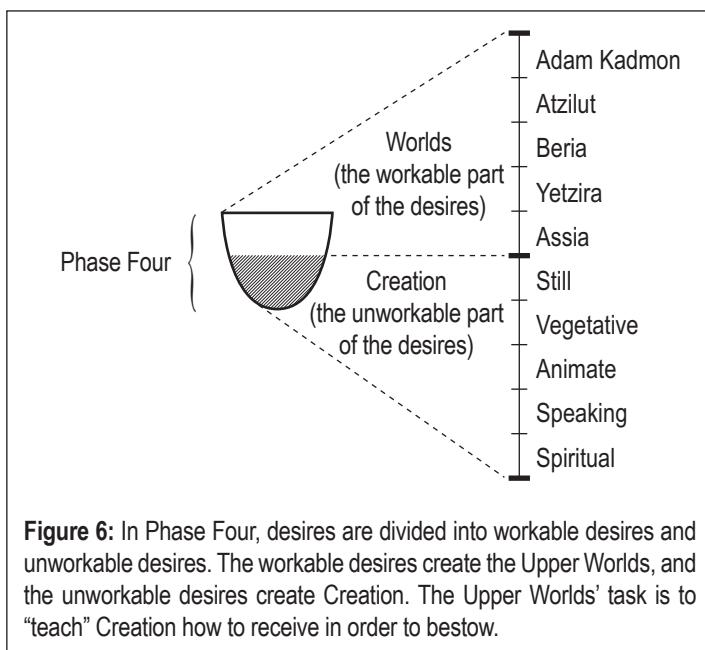 Adam Kadmon
Atzilut
Worlds
Beria
(the workable part
of the desires)
Yetzira
Assia
Phase Four
Creation
Still
(the unworkable part
of the desires)
Vegetative
Animate
Speaking
Spiritual
Figure 6: In Phase Four, desires are divided into workable desires and
unworkable desires. The workable desires create the Upper Worlds, and
the unworkable desires create Creation. The Upper Worlds’ task is to
“teach” Creation how to receive in order to bestow.